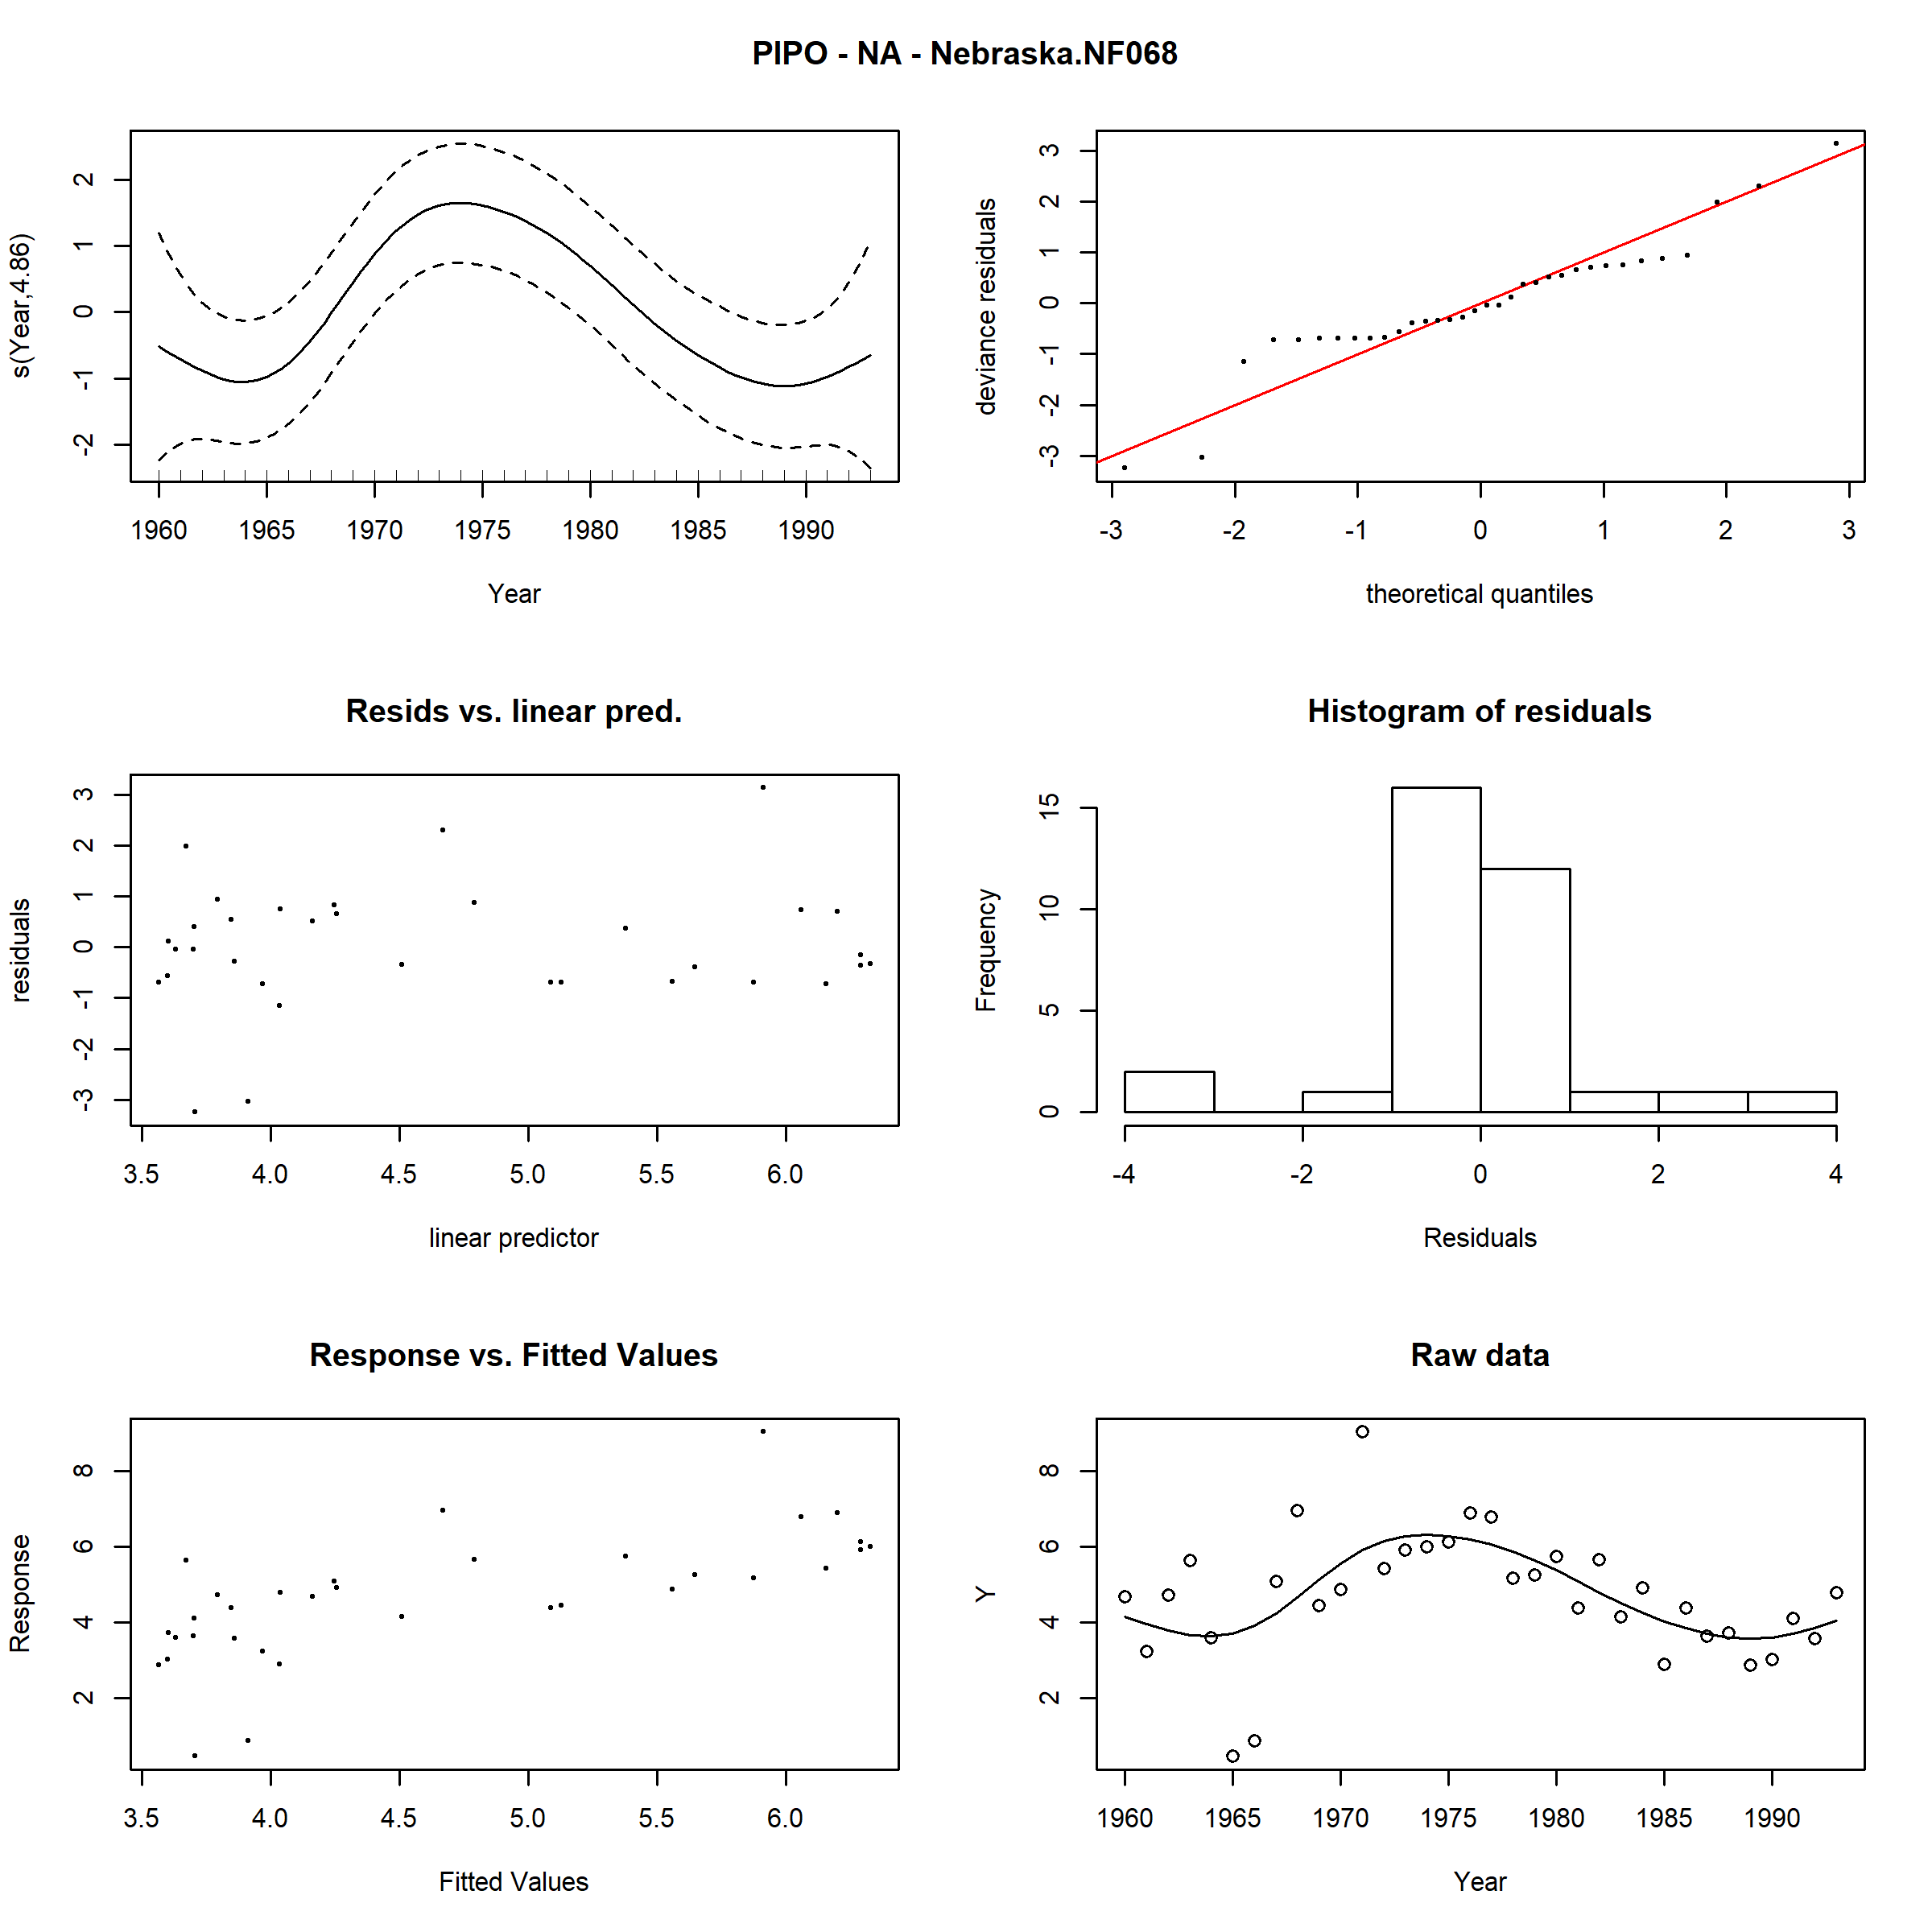 PIPO - NA - Nebraska.NF068
s(Year,4.86)
2
1
0
-1
-2
1960 1965 1970 1975 1980 1985 1990
Year
deviance residuals
3
2
1
0
-1
-2
-3
-3 -2 -1 0 1 2 3
theoretical quantiles
Resids vs. linear pred.
residuals
3
2
1
0
-1
-2
-3
3.5 4.0 4.5 5.0 5.5 6.0
linear predictor
Histogram of residuals
Frequency
15
10
5
0
-4 -2 0 2 4
Residuals
Response vs. Fitted Values
Response
8
6
4
2
3.5 4.0 4.5 5.0 5.5 6.0
Fitted Values
Raw data
Y
8
6
4
2
1960 1965 1970 1975 1980 1985 1990
Year